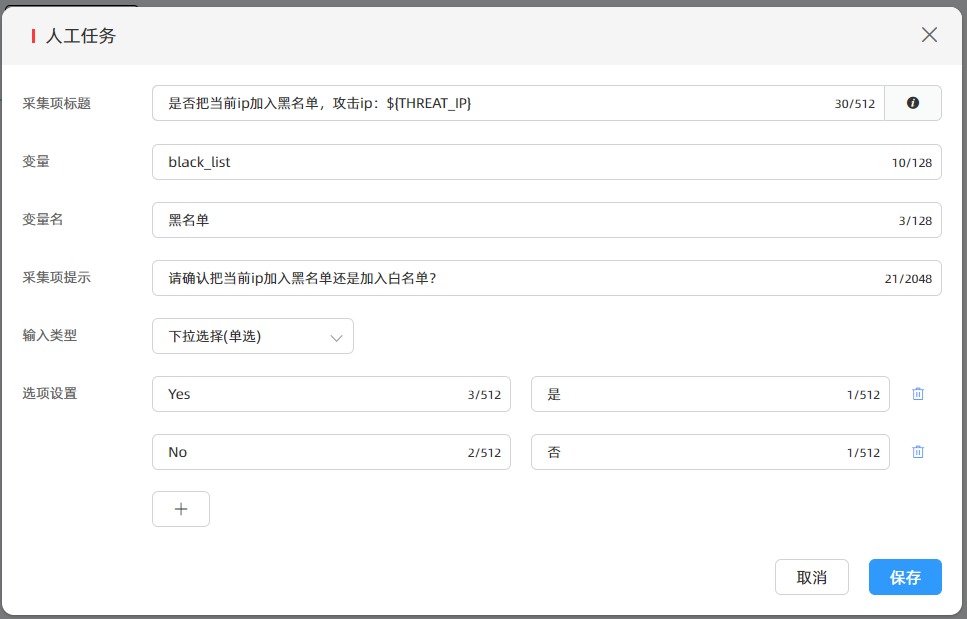 人工任务
采集项标题 是否把当前ip加入黑名单，攻击ip：${THREAT_IP} 30/512
变量 black_list 10/128
变量名 黑名单 3/128
采集项提示 请确认把当前ip加入黑名单还是加入白名单？ 21/2048
输入类型 下拉选择(单选)
选项设置 Yes 3/512 是 1/512
No 2/512 否 1/512
取消 保存